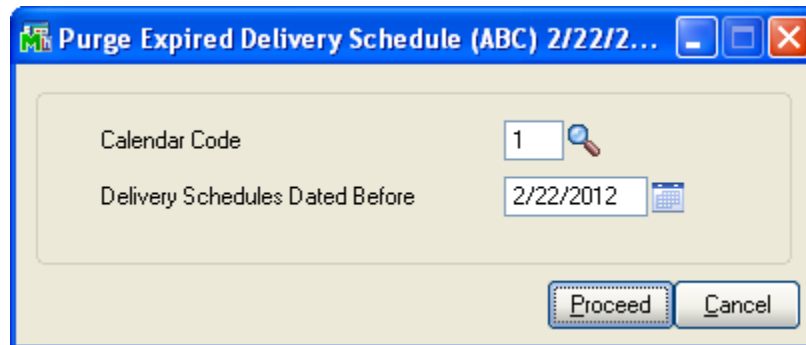 Purge Expired Delivery Schedule (ABC) 2/22/2...
Calendar Code 1
Delivery Schedules Dated Before 2/22/2012
Proceed Cancel